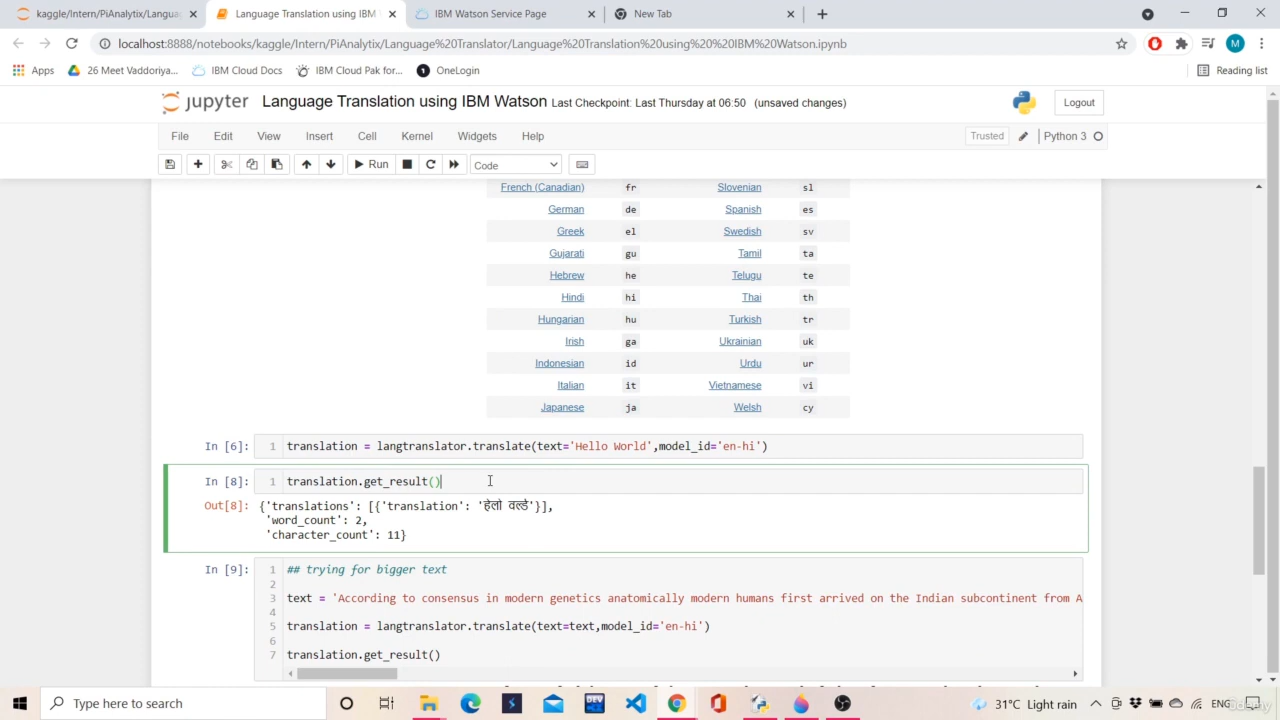 kaggle/Intern/PiAnalytix/Langua
Language Translation using IBM
IBM Watson Service Page
New Tab
localhost:8888/notebooks/kaggle/Intern/PiAnalytix/Language%20Translator/Language%20Translation%20using%20%20IBM%20Watson.ipynb
M
Apps
26 Meet Vaddoriya...
IBM Cloud Docs
IBM Cloud Pak for...
OneLogin
Reading list
jupyter Language Translation using IBM Watson Last Checkpoint: Last Thursday at 06:50 (unsaved changes)
Logout
File Edit View Insert Cell Kernel Widgets Help
Trusted
Python 3
Run
Code
French (Canadian) fr Slovenian sl
German de Spanish es
Greek el Swedish sv
Gujarati gu Tamil ta
Hebrew he Telugu te
Hindi hi Thai th
Hungarian hu Turkish tr
Irish ga Ukrainian uk
Indonesian id Urdu ur
Italian it Vietnamese vi
Japanese ja Welsh cy
In [6]: 1 translation = langtranslator.translate(text='Hello World',model_id='en-hi')
In [8]: 1 translation.get_result()
Out[8]: {'translations': [{'translation': 'हेलो वर्ल्ड'}],
'word_count': 2,
'character_count': 11}
In [9]: 1 ## trying for bigger text
2
3 text = 'According to consensus in modern genetics anatomically modern humans first arrived on the Indian subcontinent from A
4
5 translation = langtranslator.translate(text=text,model_id='en-hi')
6
7 translation.get_result()
Type here to search
31°C Light rain
ENG
udemy